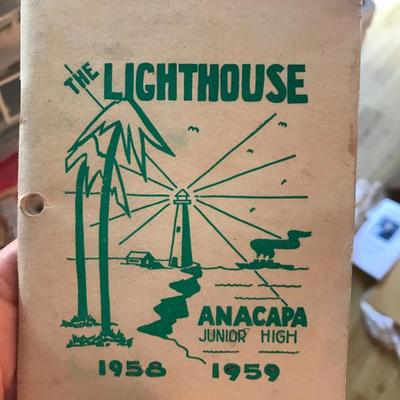 THE LIGHTHOUSE
ANACAPA
JUNIOR HIGH
1958 1959